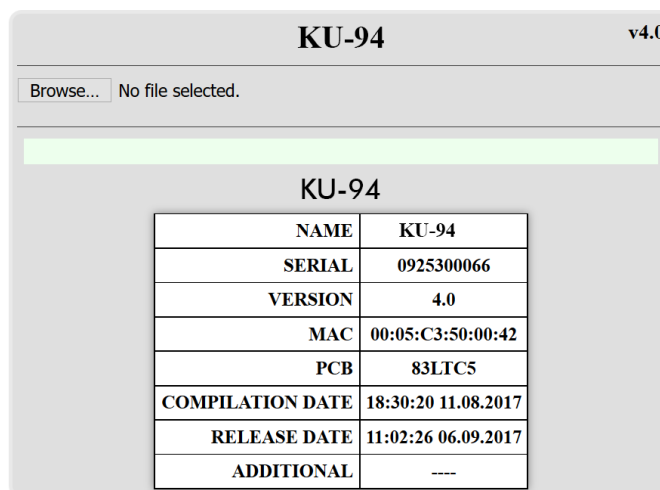 KU-94
v4.0
Browse... No file selected.
KU-94
NAME KU-94
SERIAL 0925300066
VERSION 4.0
MAC 00:05:C3:50:00:42
PCB 83LTC5
COMPILATION DATE 18:30:20 11.08.2017
RELEASE DATE 11:02:26 06.09.2017
ADDITIONAL ----